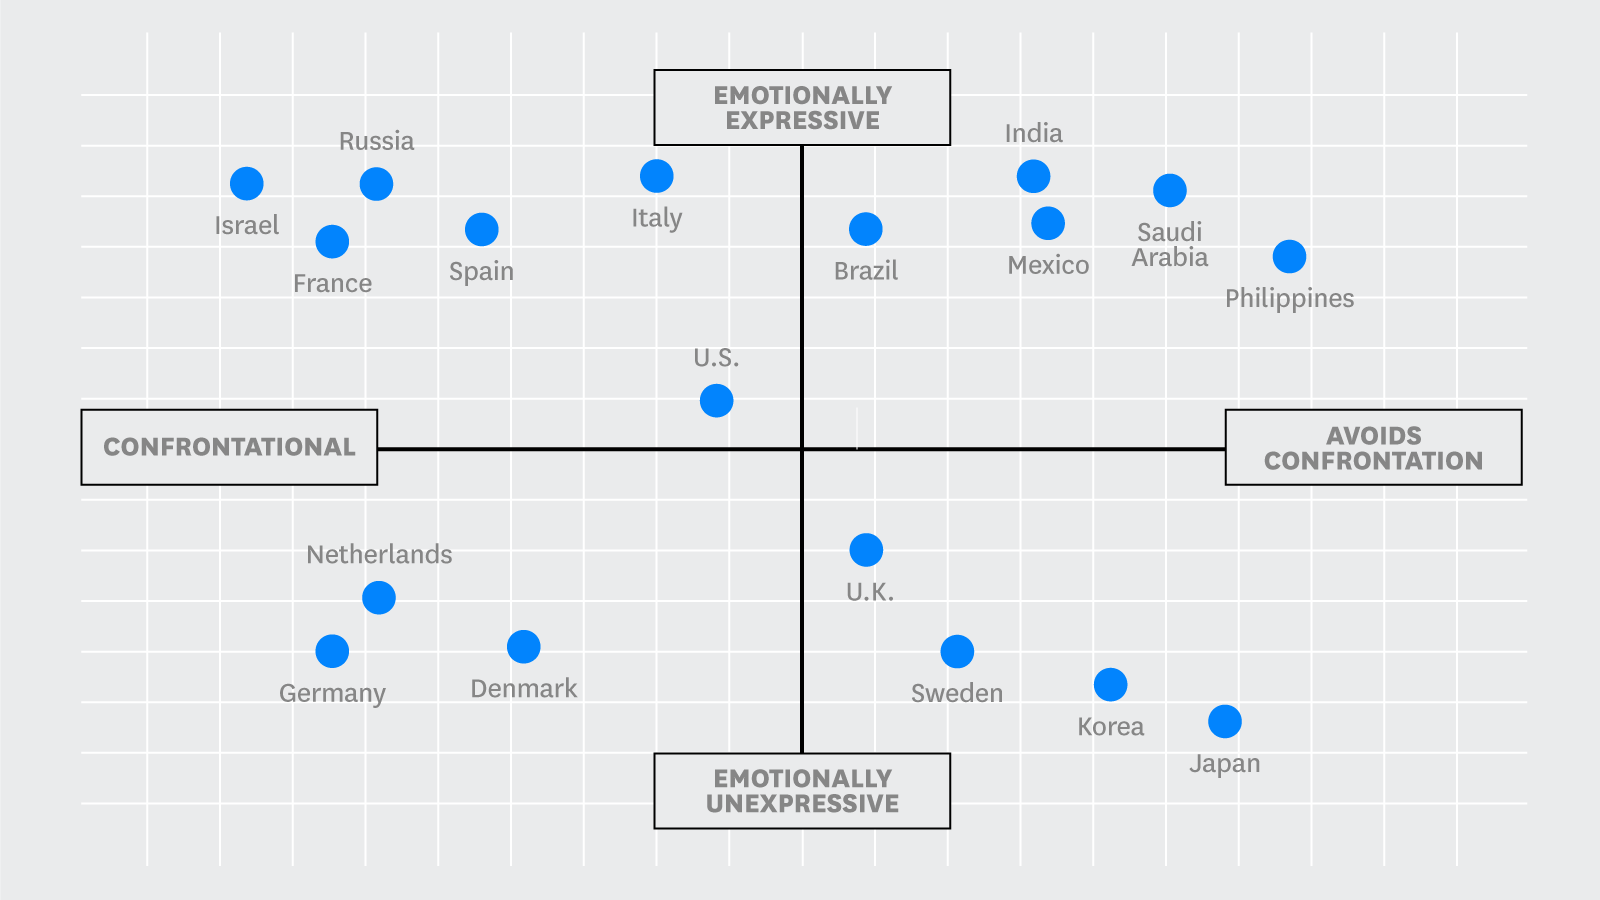 EMOTIONALLY
EXPRESSIVE
India
Russia
Israel
Italy
Saudi
Arabia
France
Spain
Brazil
Mexico
Philippines
U.S.
CONFRONTATIONAL
AVOIDS
CONFRONTATION
Netherlands
U.K.
Germany
Denmark
Sweden
Korea
Japan
EMOTIONALLY
UNEXPRESSIVE